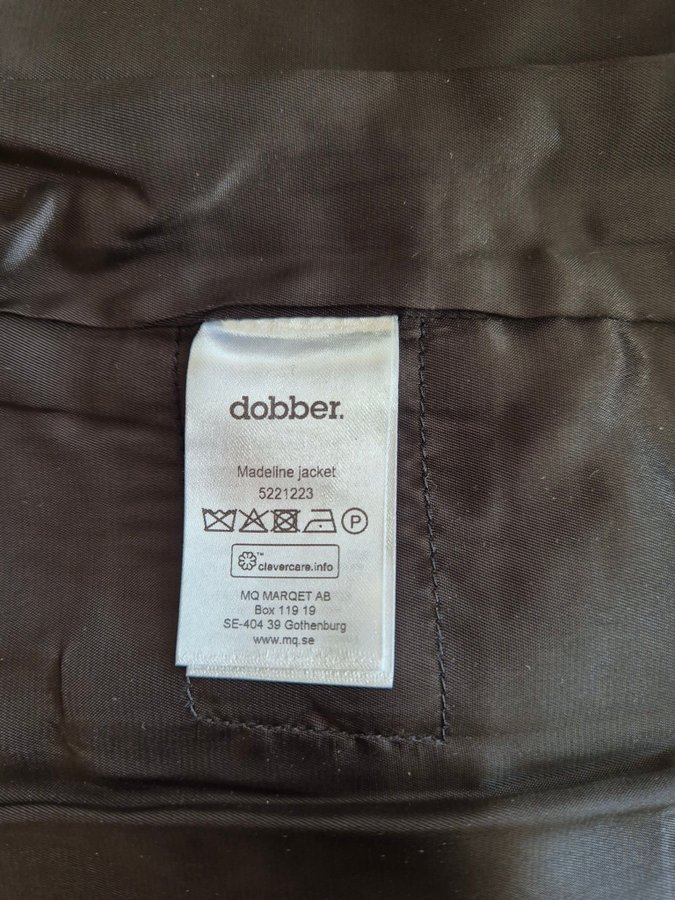 dobber.
Madeline jacket
5221223
P
™
clevercare.info
MQ MARQET AB
Box 119 19
SE-404 39 Gothenburg
www.mq.se